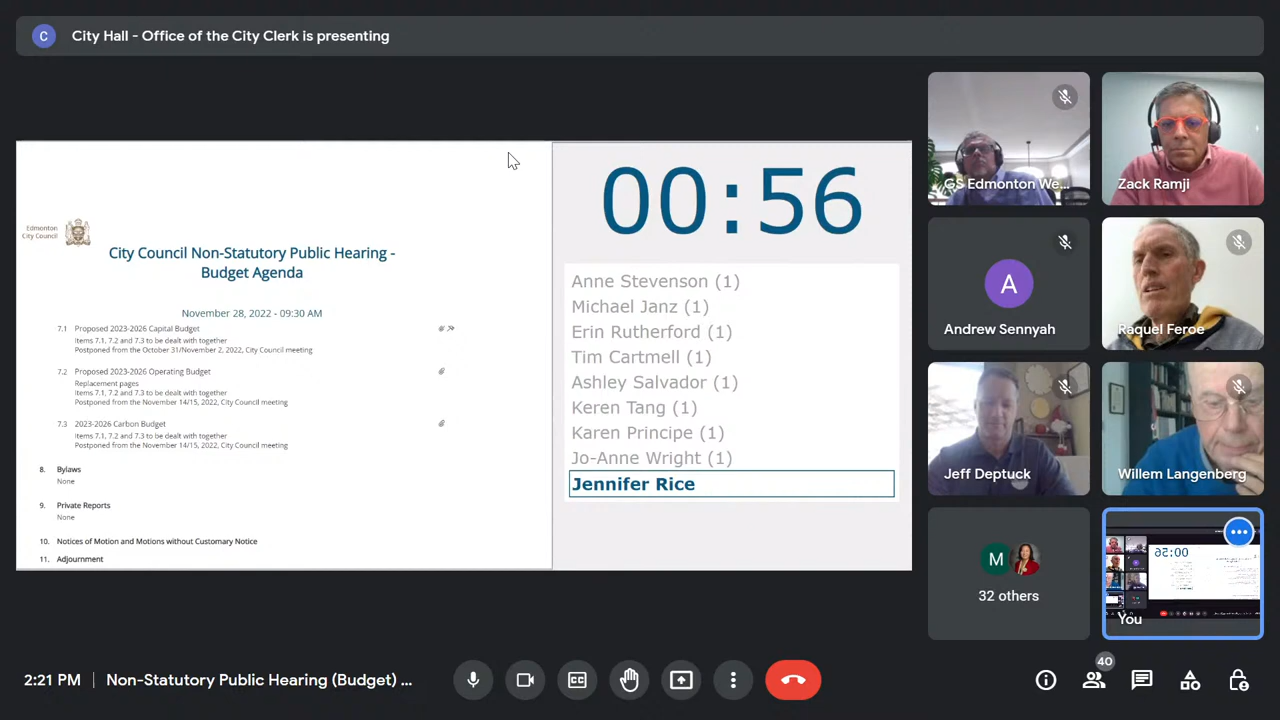 C
City Hall - Office of the City Clerk is presenting
Edmonton
City Council
City Council Non-Statutory Public Hearing -
Budget Agenda
November 28, 2022 - 09:30 AM
7.1 Proposed 2023-2026 Capital Budget
Items 7.1, 7.2 and 7.3 to be dealt with together
Postponed from the October 31/November 2, 2022, City Council meeting
7.2 Proposed 2023-2026 Operating Budget
Replacement pages
Items 7.1, 7.2 and 7.3 to be dealt with together
Postponed from the November 14/15, 2022, City Council meeting
7.3 2023-2026 Carbon Budget
Items 7.1, 7.2 and 7.3 to be dealt with together
Postponed from the November 14/15, 2022, City Council meeting
8. Bylaws
None
9. Private Reports
None
10. Notices of Motion and Motions without Customary Notice
11. Adjournment
00:56
Anne Stevenson (1)
Michael Janz (1)
Erin Rutherford (1)
Tim Cartmell (1)
Ashley Salvador (1)
Keren Tang (1)
Karen Principe (1)
Jo-Anne Wright (1)
Jennifer Rice
GS Edmonton We...
Zack Ramji
A
Andrew Sennyah
Raquel Feroe
Jeff Deptuck
Willem Langenberg
M
32 others
00:56
You
2:21 PM
Non-Statutory Public Hearing (Budget) ...
CC
40